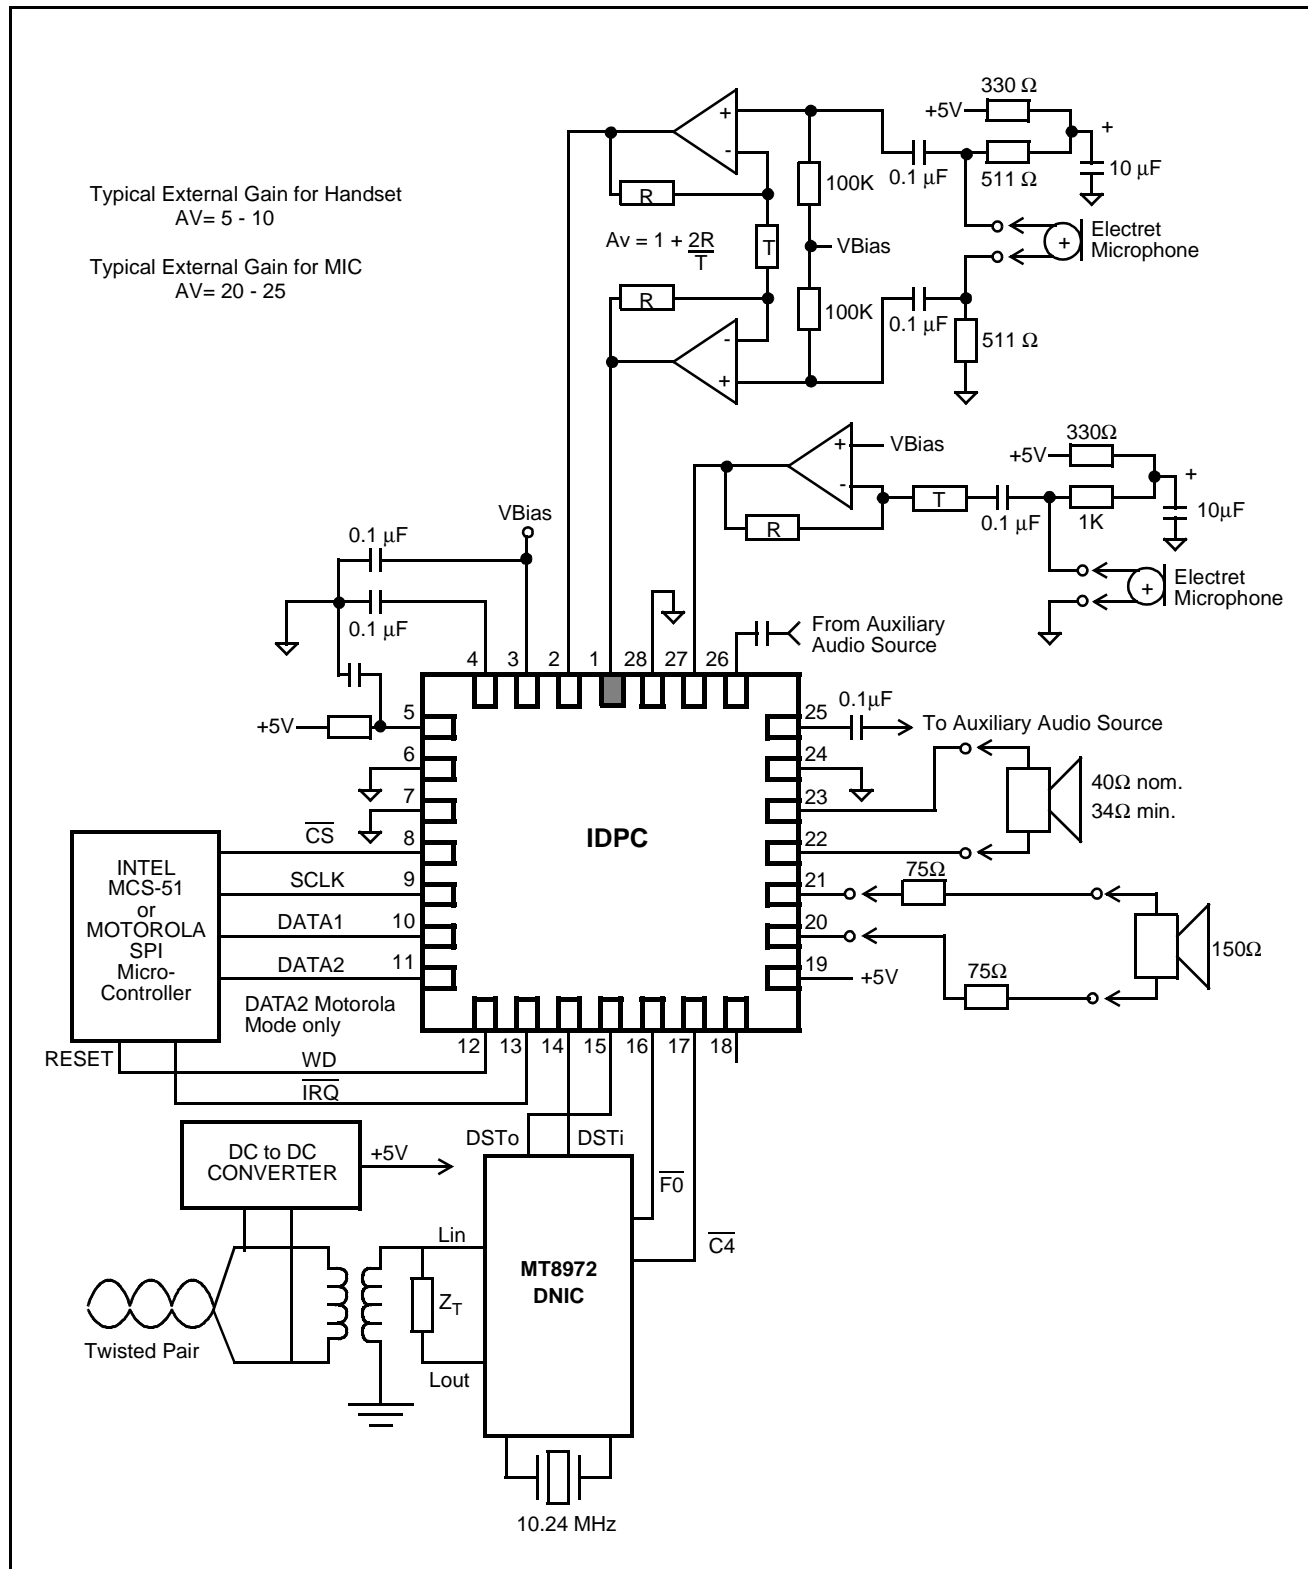 330 Ω
+5V
+
10 μF
511 Ω
0.1 μF
100K
+
-
R
Typical External Gain for Handset
AV= 5 - 10
Av = 1 + 2R
T
T
VBias
Electret
Microphone
+
Typical External Gain for MIC
AV= 20 - 25
R
100K
0.1 μF
511 Ω
-
+
330Ω
+5V
+
VBias
+
-
T
0.1 μF
1K
10μF
R
VBias
0.1 μF
0.1 μF
Electret
Microphone
+
From Auxiliary
Audio Source
4
3
2
1
28
27
26
+5V
5
6
7
8
9
10
11
25
24
23
22
21
20
19
0.1μF
To Auxiliary Audio Source
40Ω nom.
34Ω min.
IDPC
CS
SCLK
DATA1
DATA2
INTEL
MCS-51
or
MOTOROLA
SPI
Micro-
Controller
DATA2 Motorola
Mode only
75Ω
75Ω
150Ω
+5V
12
13
14
15
16
17
18
RESET
WD
IRQ
DSTo
DSTi
DC to DC
CONVERTER
+5V
F0
C4
Lin
ZT
Lout
MT8972
DNIC
Twisted Pair
10.24 MHz